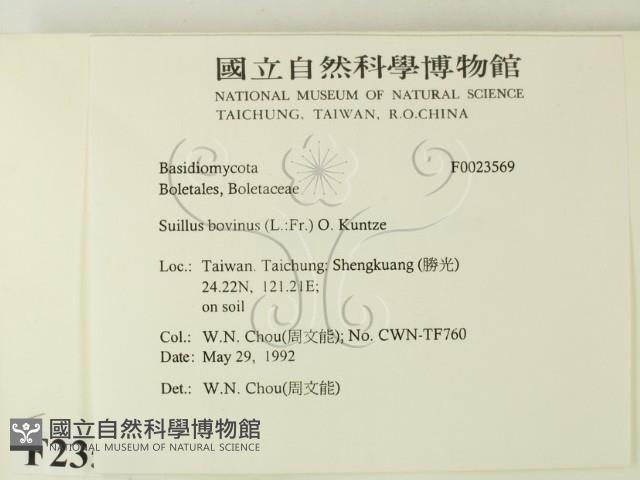 國立自然科學博物館
NATIONAL MUSEUM OF NATURAL SCIENCE
TAICHUNG, TAIWAN, R.O.CHINA
Basidiomycota F0023569
Boletales, Boletaceae
Suillus bovinus (L.:Fr.) O. Kuntze
Loc.: Taiwan. Taichung; Shengkuang (勝光)
24.22N, 121.21E;
on soil
Col.: W.N. Chou(周文能); No. CWN-TF760
Date: May 29, 1992
Det.: W.N. Chou(周文能)
國立自然科學博物館
NATIONAL MUSEUM OF NATURAL SCIENCE